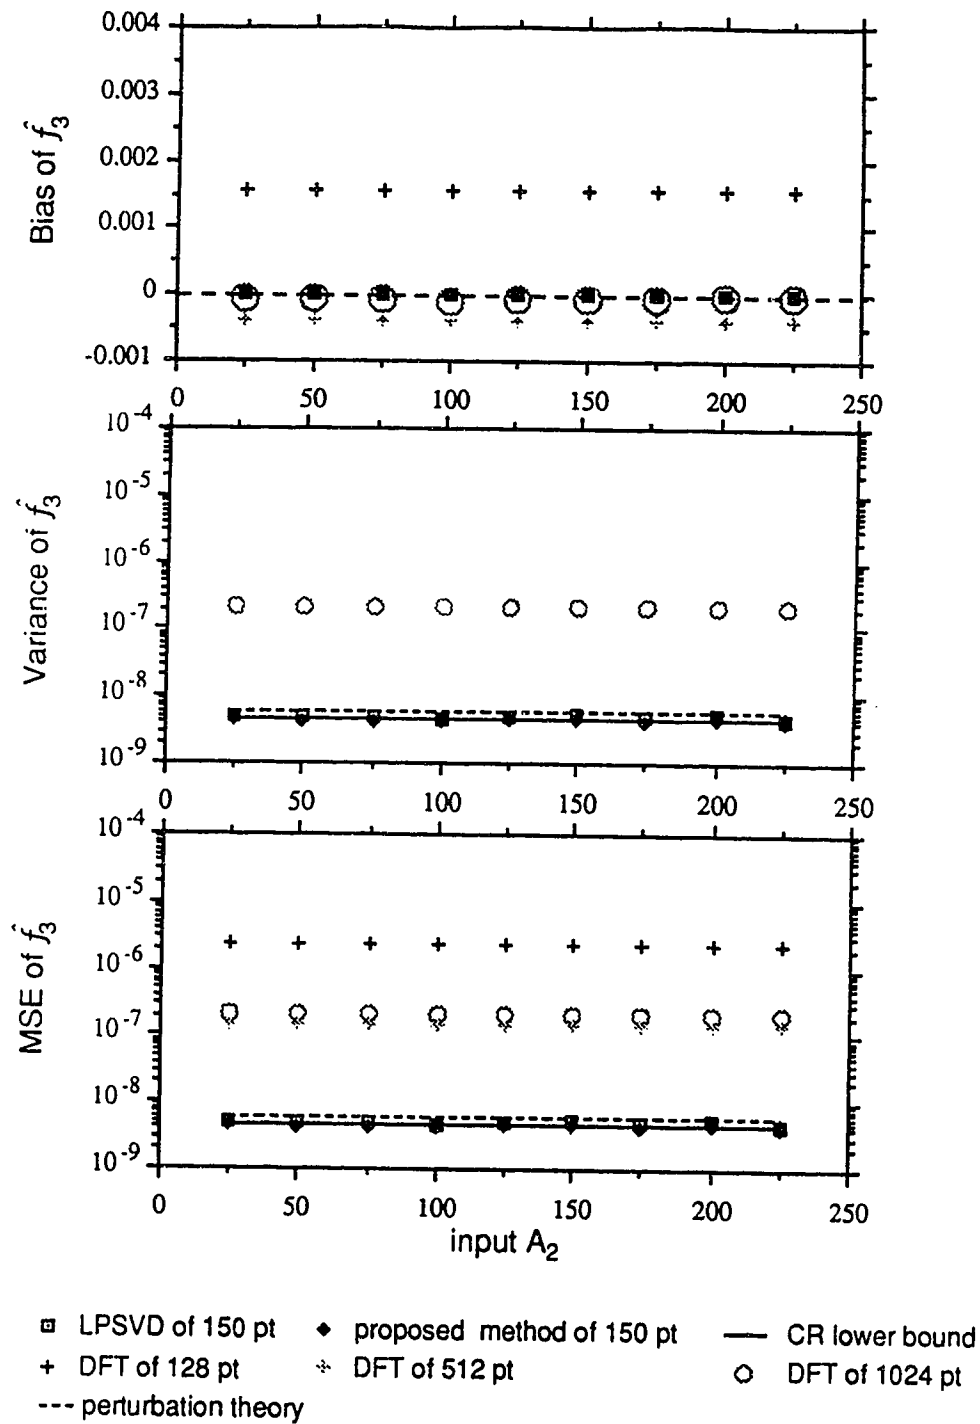 0.004
0.003
0.002
0.001
0
-0.001
Bias of f̂3
0 50 100 150 200 250
10^-4
10^-5
10^-6
10^-7
10^-8
10^-9
Variance of f̂3
0 50 100 150 200 250
10^-4
10^-5
10^-6
10^-7
10^-8
10^-9
MSE of f̂3
0 50 100 150 200 250
input A2
LPSVD of 150 pt proposed method of 150 pt CR lower bound
DFT of 128 pt DFT of 512 pt DFT of 1024 pt
perturbation theory